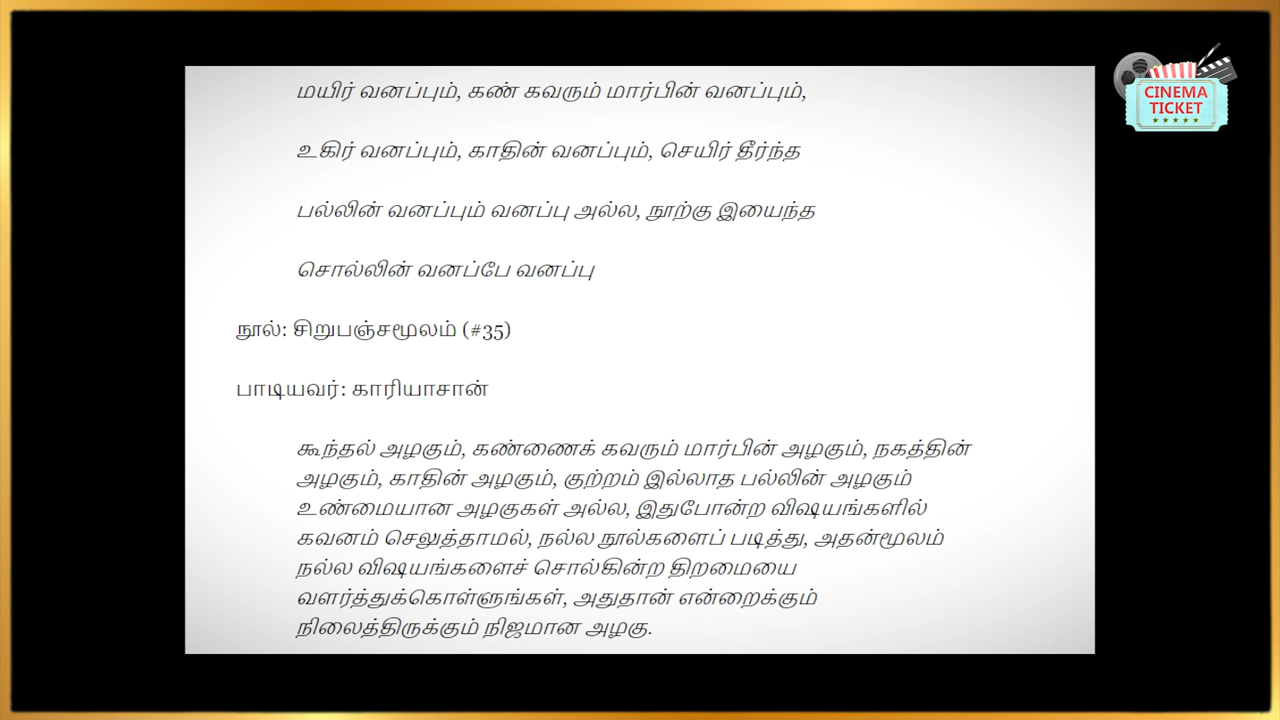 மயிர் வனப்பும், கண் கவரும் மார்பின் வனப்பும்,
உகிர் வனப்பும், காதின் வனப்பும், செயிர் தீர்ந்த
பல்லின் வனப்பும் வனப்பு அல்ல, நூற்கு இயைந்த
சொல்லின் வனப்பே வனப்பு
நூல்: சிறுபஞ்சமூலம் (#35)
பாடியவர்: காரியாசான்
கூந்தல் அழகும், கண்ணைக் கவரும் மார்பின் அழகும், நகத்தின்
அழகும், காதின் அழகும், குற்றம் இல்லாத பல்லின் அழகும்
உண்மையான அழகுகள் அல்ல, இதுபோன்ற விஷயங்களில்
கவனம் செலுத்தாமல், நல்ல நூல்களைப் படித்து, அதன்மூலம்
நல்ல விஷயங்களைச் சொல்கின்ற திறமையை
வளர்த்துக்கொள்ளுங்கள், அதுதான் என்றைக்கும்
நிலைத்திருக்கும் நிஜமான அழகு.
CINEMA
TICKET